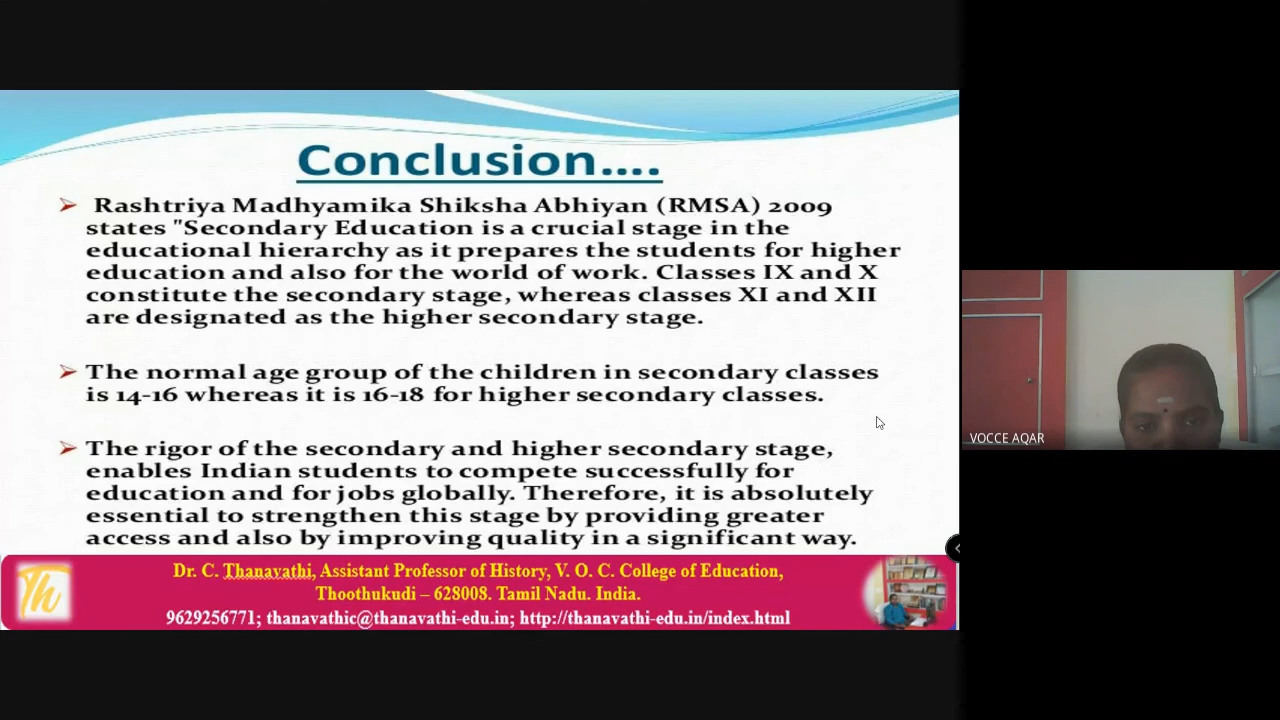 Conclusion....
Rashtriya Madhyamika Shiksha Abhiyan (RMSA) 2009
states "Secondary Education is a crucial stage in the
educational hierarchy as it prepares the students for higher
education and also for the world of work. Classes IX and X
constitute the secondary stage, whereas classes XI and XII
are designated as the higher secondary stage.
The normal age group of the children in secondary classes
is 14-16 whereas it is 16-18 for higher secondary classes.
The rigor of the secondary and higher secondary stage,
enables Indian students to compete successfully for
education and for jobs globally. Therefore, it is absolutely
essential to strengthen this stage by providing greater
access and also by improving quality in a significant way.
Th
Dr. C. Thanavathi, Assistant Professor of History, V. O. C. College of Education,
Thoothukudi – 628008. Tamil Nadu. India.
9629256771; thanavathic@thanavathi-edu.in; http://thanavathi-edu.in/index.html
VOCCE AQAR